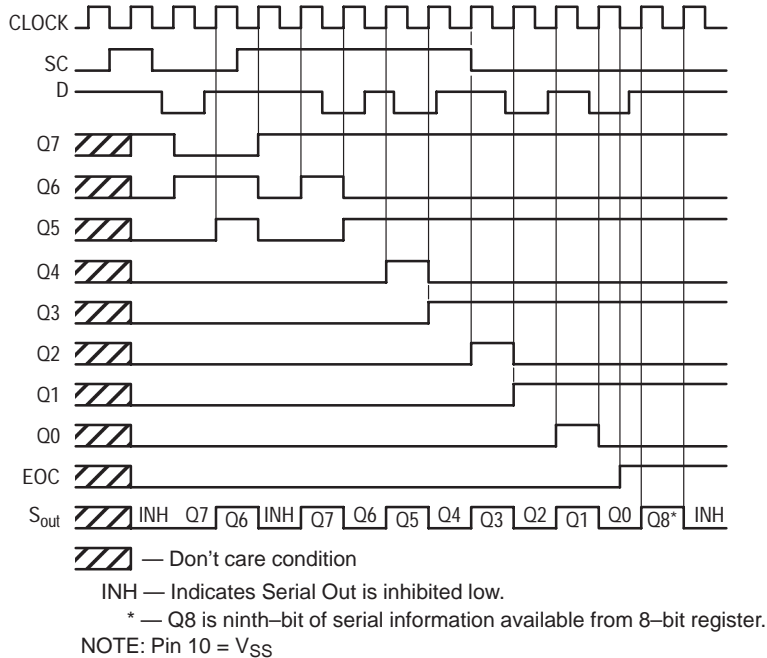 CLOCK
SC
D
Q7
Q6
Q5
Q4
Q3
Q2
Q1
Q0
EOC
Sout INH Q7 Q6 INH Q7 Q6 Q5 Q4 Q3 Q2 Q1 Q0 Q8* INH
— Don't care condition
INH — Indicates Serial Out is inhibited low.
* — Q8 is ninth–bit of serial information available from 8–bit register.
NOTE: Pin 10 = VSS